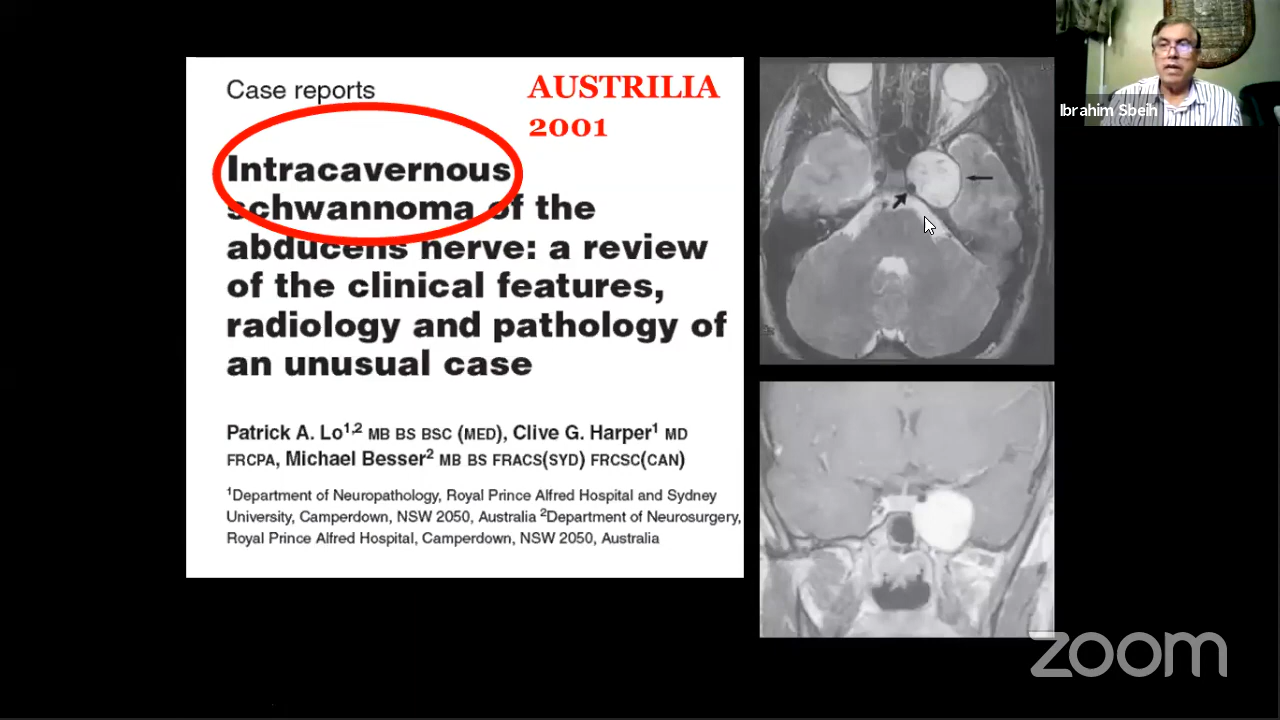 Case reports
AUSTRILIA
2001
Intracavernous
schwannoma of the
abducens nerve: a review
of the clinical features,
radiology and pathology of
an unusual case
Patrick A. Lo1,2 MB BS BSC (MED), Clive G. Harper1 MD
FRCPA, Michael Besser2 MB BS FRACS(SYD) FRCSC(CAN)
1Department of Neuropathology, Royal Prince Alfred Hospital and Sydney
University, Camperdown, NSW 2050, Australia 2Department of Neurosurgery,
Royal Prince Alfred Hospital, Camperdown, NSW 2050, Australia
Ibrahim Sbeih
zoom